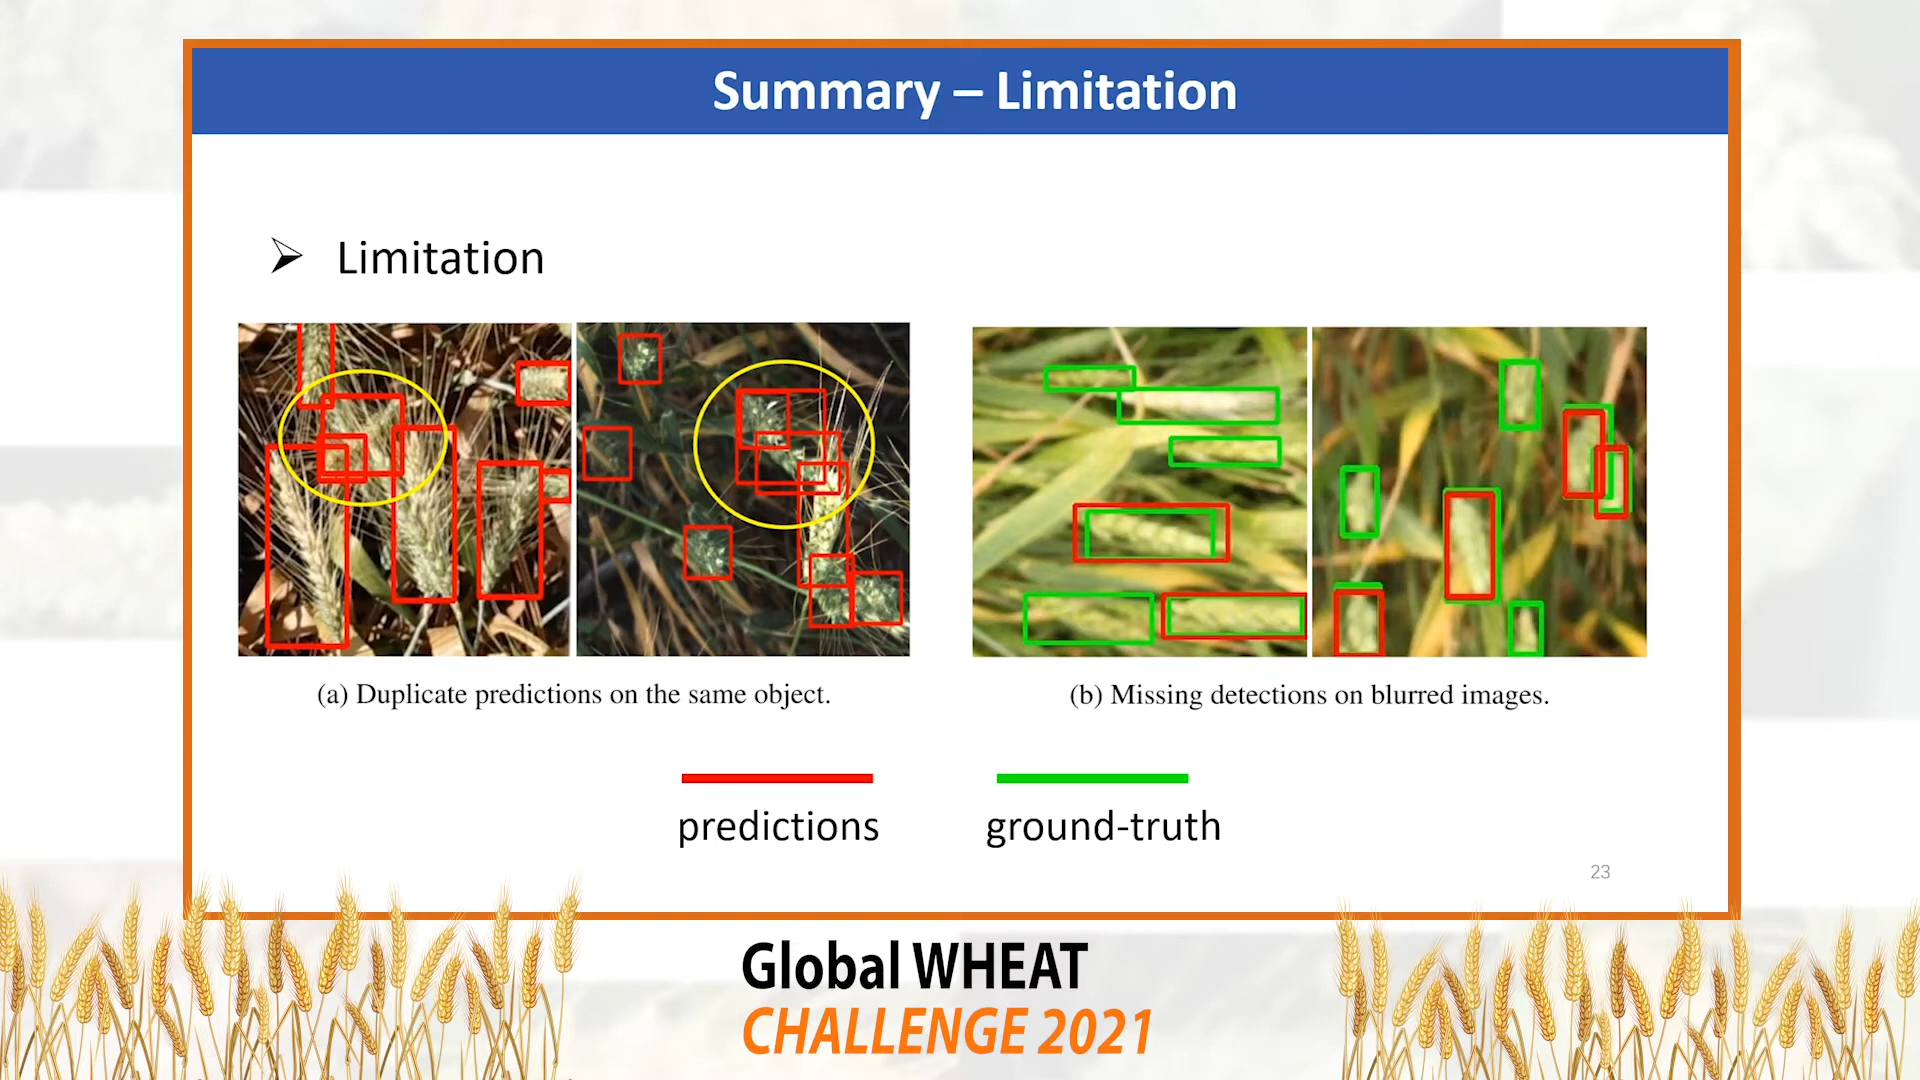 Summary – Limitation
Limitation
(a) Duplicate predictions on the same object.
(b) Missing detections on blurred images.
predictions
ground-truth
23
Global WHEAT
CHALLENGE 2021